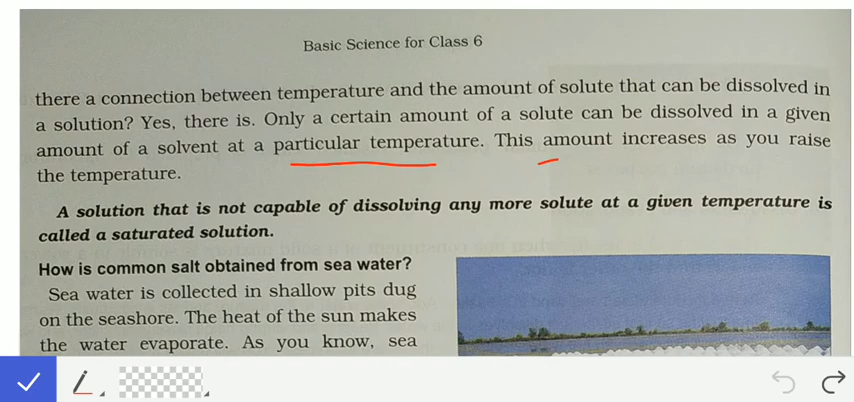 Basic Science for Class 6
there a connection between temperature and the amount of solute that can be dissolved in
a solution? Yes, there is. Only a certain amount of a solute can be dissolved in a given
amount of a solvent at a particular temperature. This amount increases as you raise
the temperature.
A solution that is not capable of dissolving any more solute at a given temperature is
called a saturated solution.
How is common salt obtained from sea water?
Sea water is collected in shallow pits dug
on the seashore. The heat of the sun makes
the water evaporate. As you know, sea